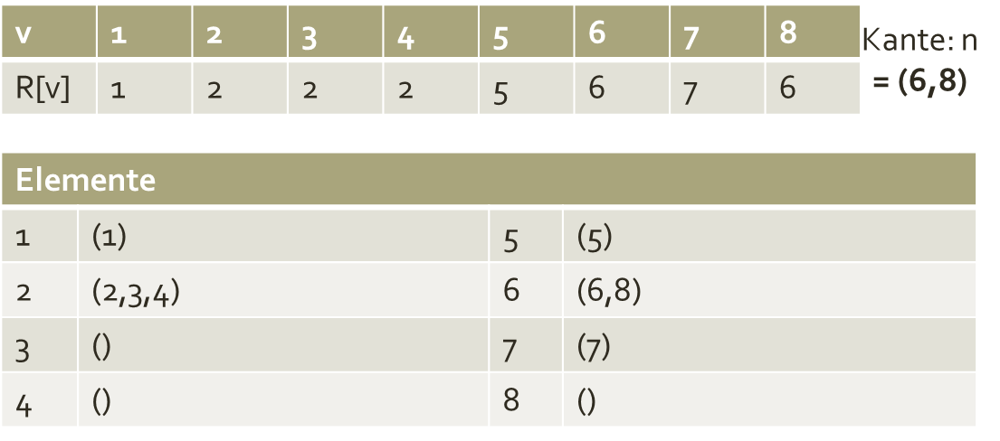 v 1 2 3 4 5 6 7 8
Kante: n
R[v] 1 2 2 2 5 6 7 6
= (6,8)
Elemente
1 (1) 5 (5)
2 (2,3,4) 6 (6,8)
3 () 7 (7)
4 () 8 ()